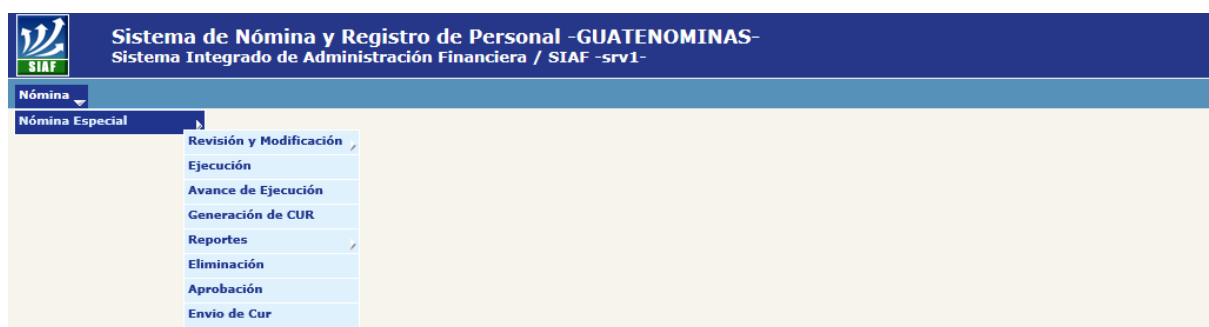 SIAF
Sistema de Nómina y Registro de Personal -GUATENOMINAS-
Sistema Integrado de Administración Financiera / SIAF -srv1-
Nómina
Nómina Especial
Revisión y Modificación
Ejecución
Avance de Ejecución
Generación de CUR
Reportes
Eliminación
Aprobación
Envio de Cur